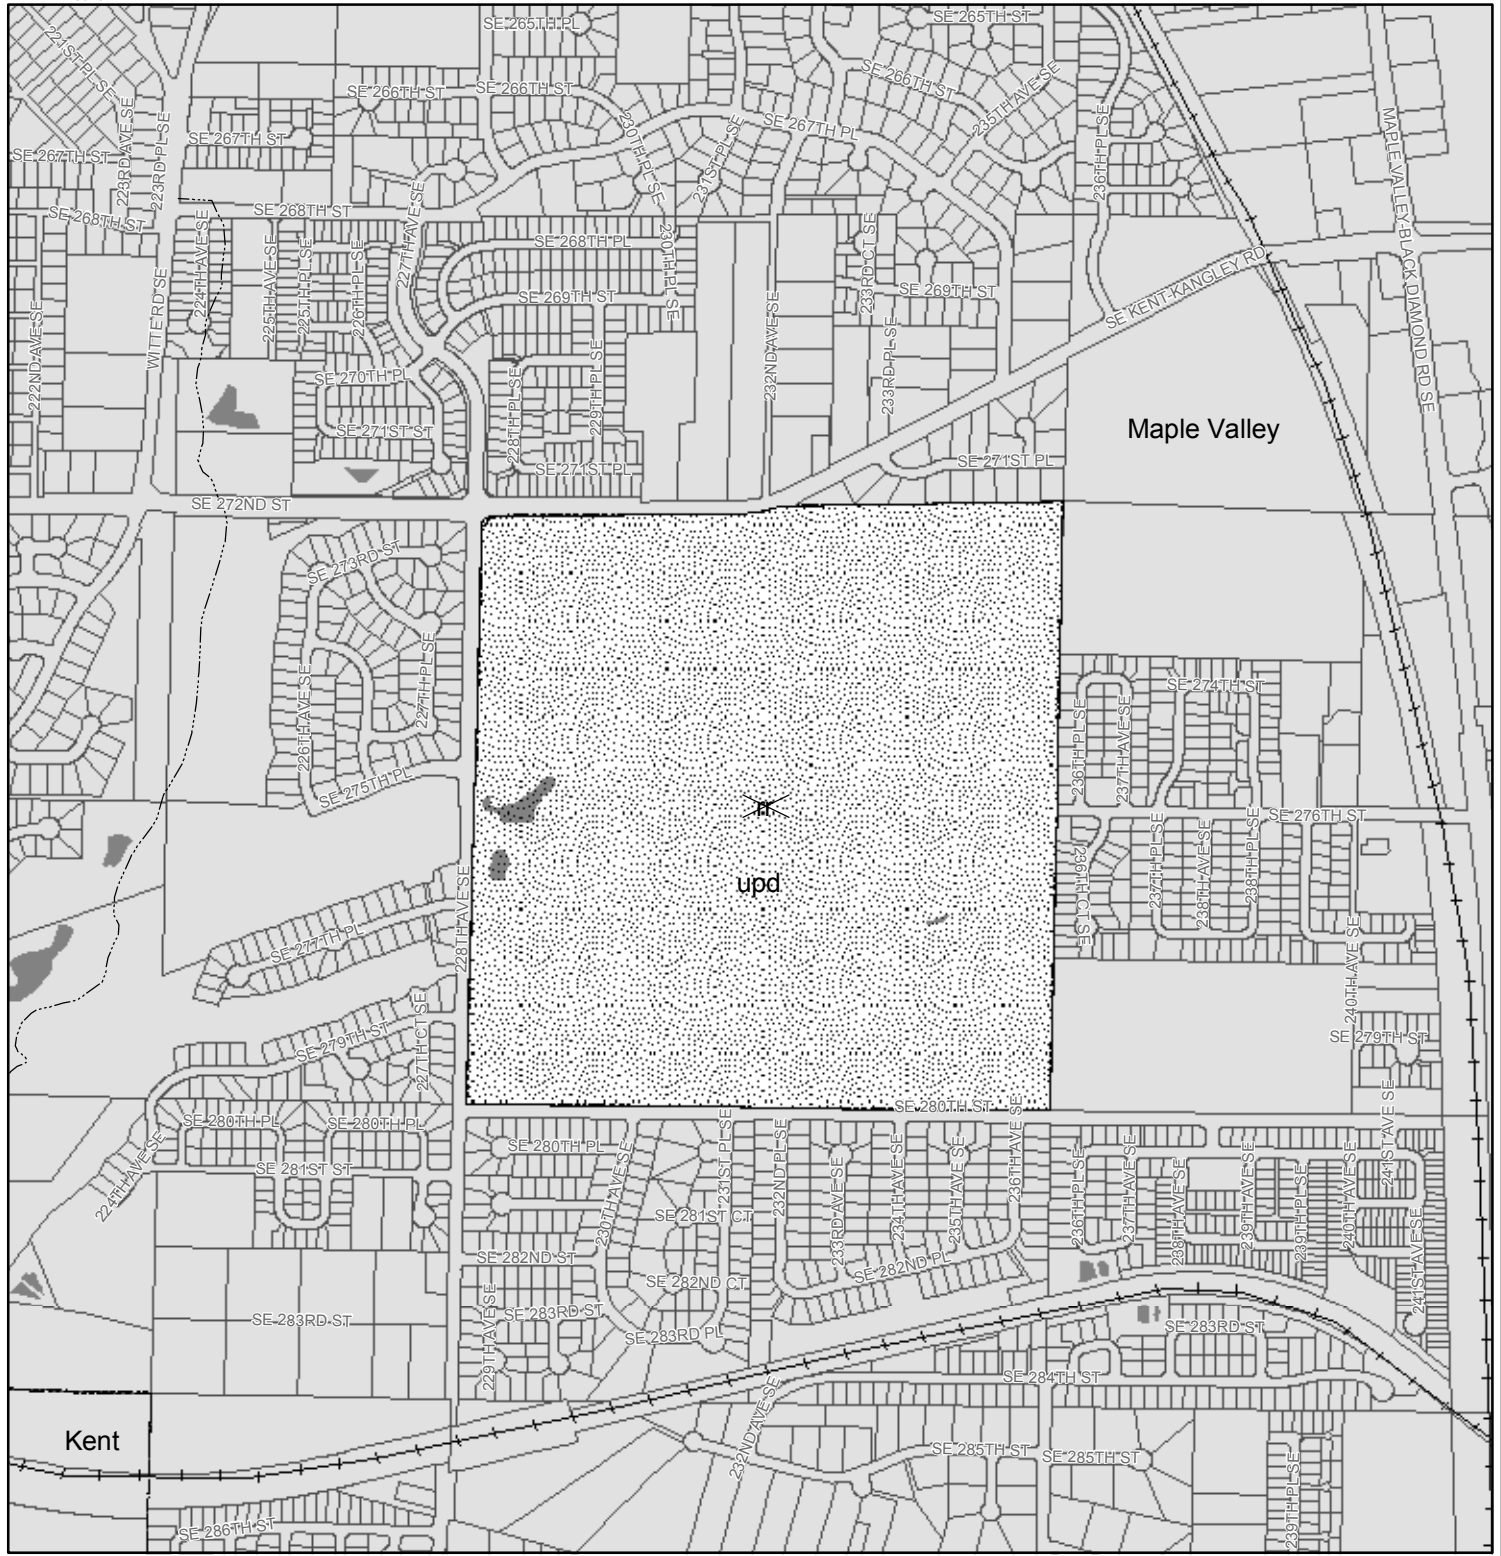 SE 265TH PL
SE 265TH ST
221ST PL SE
SE 266TH ST
SE 266TH ST
SE 266TH ST
235TH AVE SE
223RD AVE SE
223RD PL SE
SE 267TH ST
SE 267TH ST
230TH PL SE
231ST PL SE
SE 267TH PL
236TH PL SE
MAPLE VALLEY-BLACK DIAMOND RD SE
SE 268TH ST
SE 268TH ST
224TH AVE SE
225TH AVE SE
225TH PL SE
226TH PL SE
227TH AVE SE
SE 268TH PL
230TH PL SE
233RD CT SE
SE 269TH ST
SE 269TH ST
SE KENT-KANGLEY RD
222ND AVE SE
WITTE RD SE
232ND AVE SE
233RD PL SE
SE 270TH PL
228TH PL SE
229TH PL SE
SE 271ST ST
SE 271ST PL
SE 271ST PL
Maple Valley
SE 272ND ST
SE 273RD ST
227TH PL SE
226TH AVE SE
SE 275TH PL
SE 274TH ST
236TH PL SE
237TH AVE SE
rr
SE 276TH ST
upd
236TH CT SE
237TH PL SE
238TH AVE SE
238TH PL SE
228TH AVE SE
SE 277TH PL
240TH AVE SE
SE 279TH ST
227TH CT SE
SE 279TH ST
SE 280TH ST
SE 280TH PL
SE 280TH PL
SE 280TH PL
224TH AVE SE
SE 281ST ST
230TH AVE SE
231ST PL SE
232ND PL SE
233RD AVE SE
234TH AVE SE
235TH AVE SE
236TH AVE SE
236TH PL SE
237TH AVE SE
238TH AVE SE
239TH AVE SE
239TH PL SE
240TH AVE SE
241ST AVE SE
241ST AVE SE
SE 281ST CT
SE 282ND ST
SE 282ND CT
SE 282ND PL
SE 283RD ST
229TH AVE SE
SE 283RD ST
SE 283RD PL
SE 283RD ST
SE 284TH ST
232ND AVE SE
Kent
SE 285TH ST
SE 285TH ST
239TH PL SE
SE 286TH ST